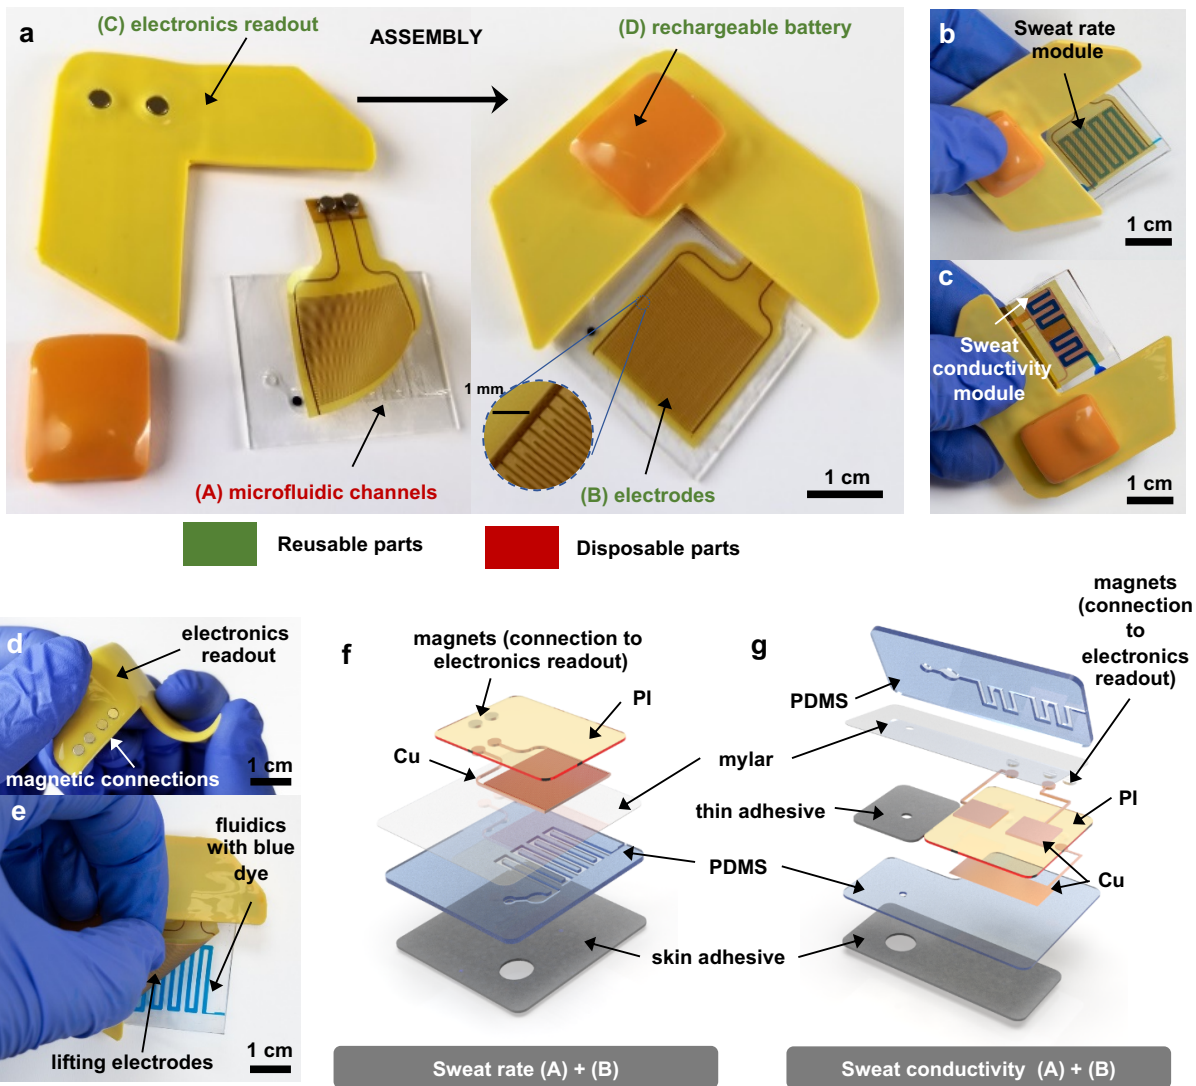 a
(C) electronics readout
ASSEMBLY
(D) rechargeable battery
1 mm
(A) microfluidic channels
(B) electrodes
1 cm
b
Sweat rate
module
1 cm
c
Sweat
conductivity
module
1 cm
Reusable parts
Disposable parts
d
electronics
readout
magnetic connections
1 cm
e
fluidics
with blue
dye
lifting electrodes
1 cm
f
magnets (connection to
electronics readout)
PI
Cu
mylar
PDMS
skin adhesive
Sweat rate (A) + (B)
g
magnets
(connection
to
electronics
readout)
PDMS
thin adhesive
PI
Cu
Sweat conductivity (A) + (B)